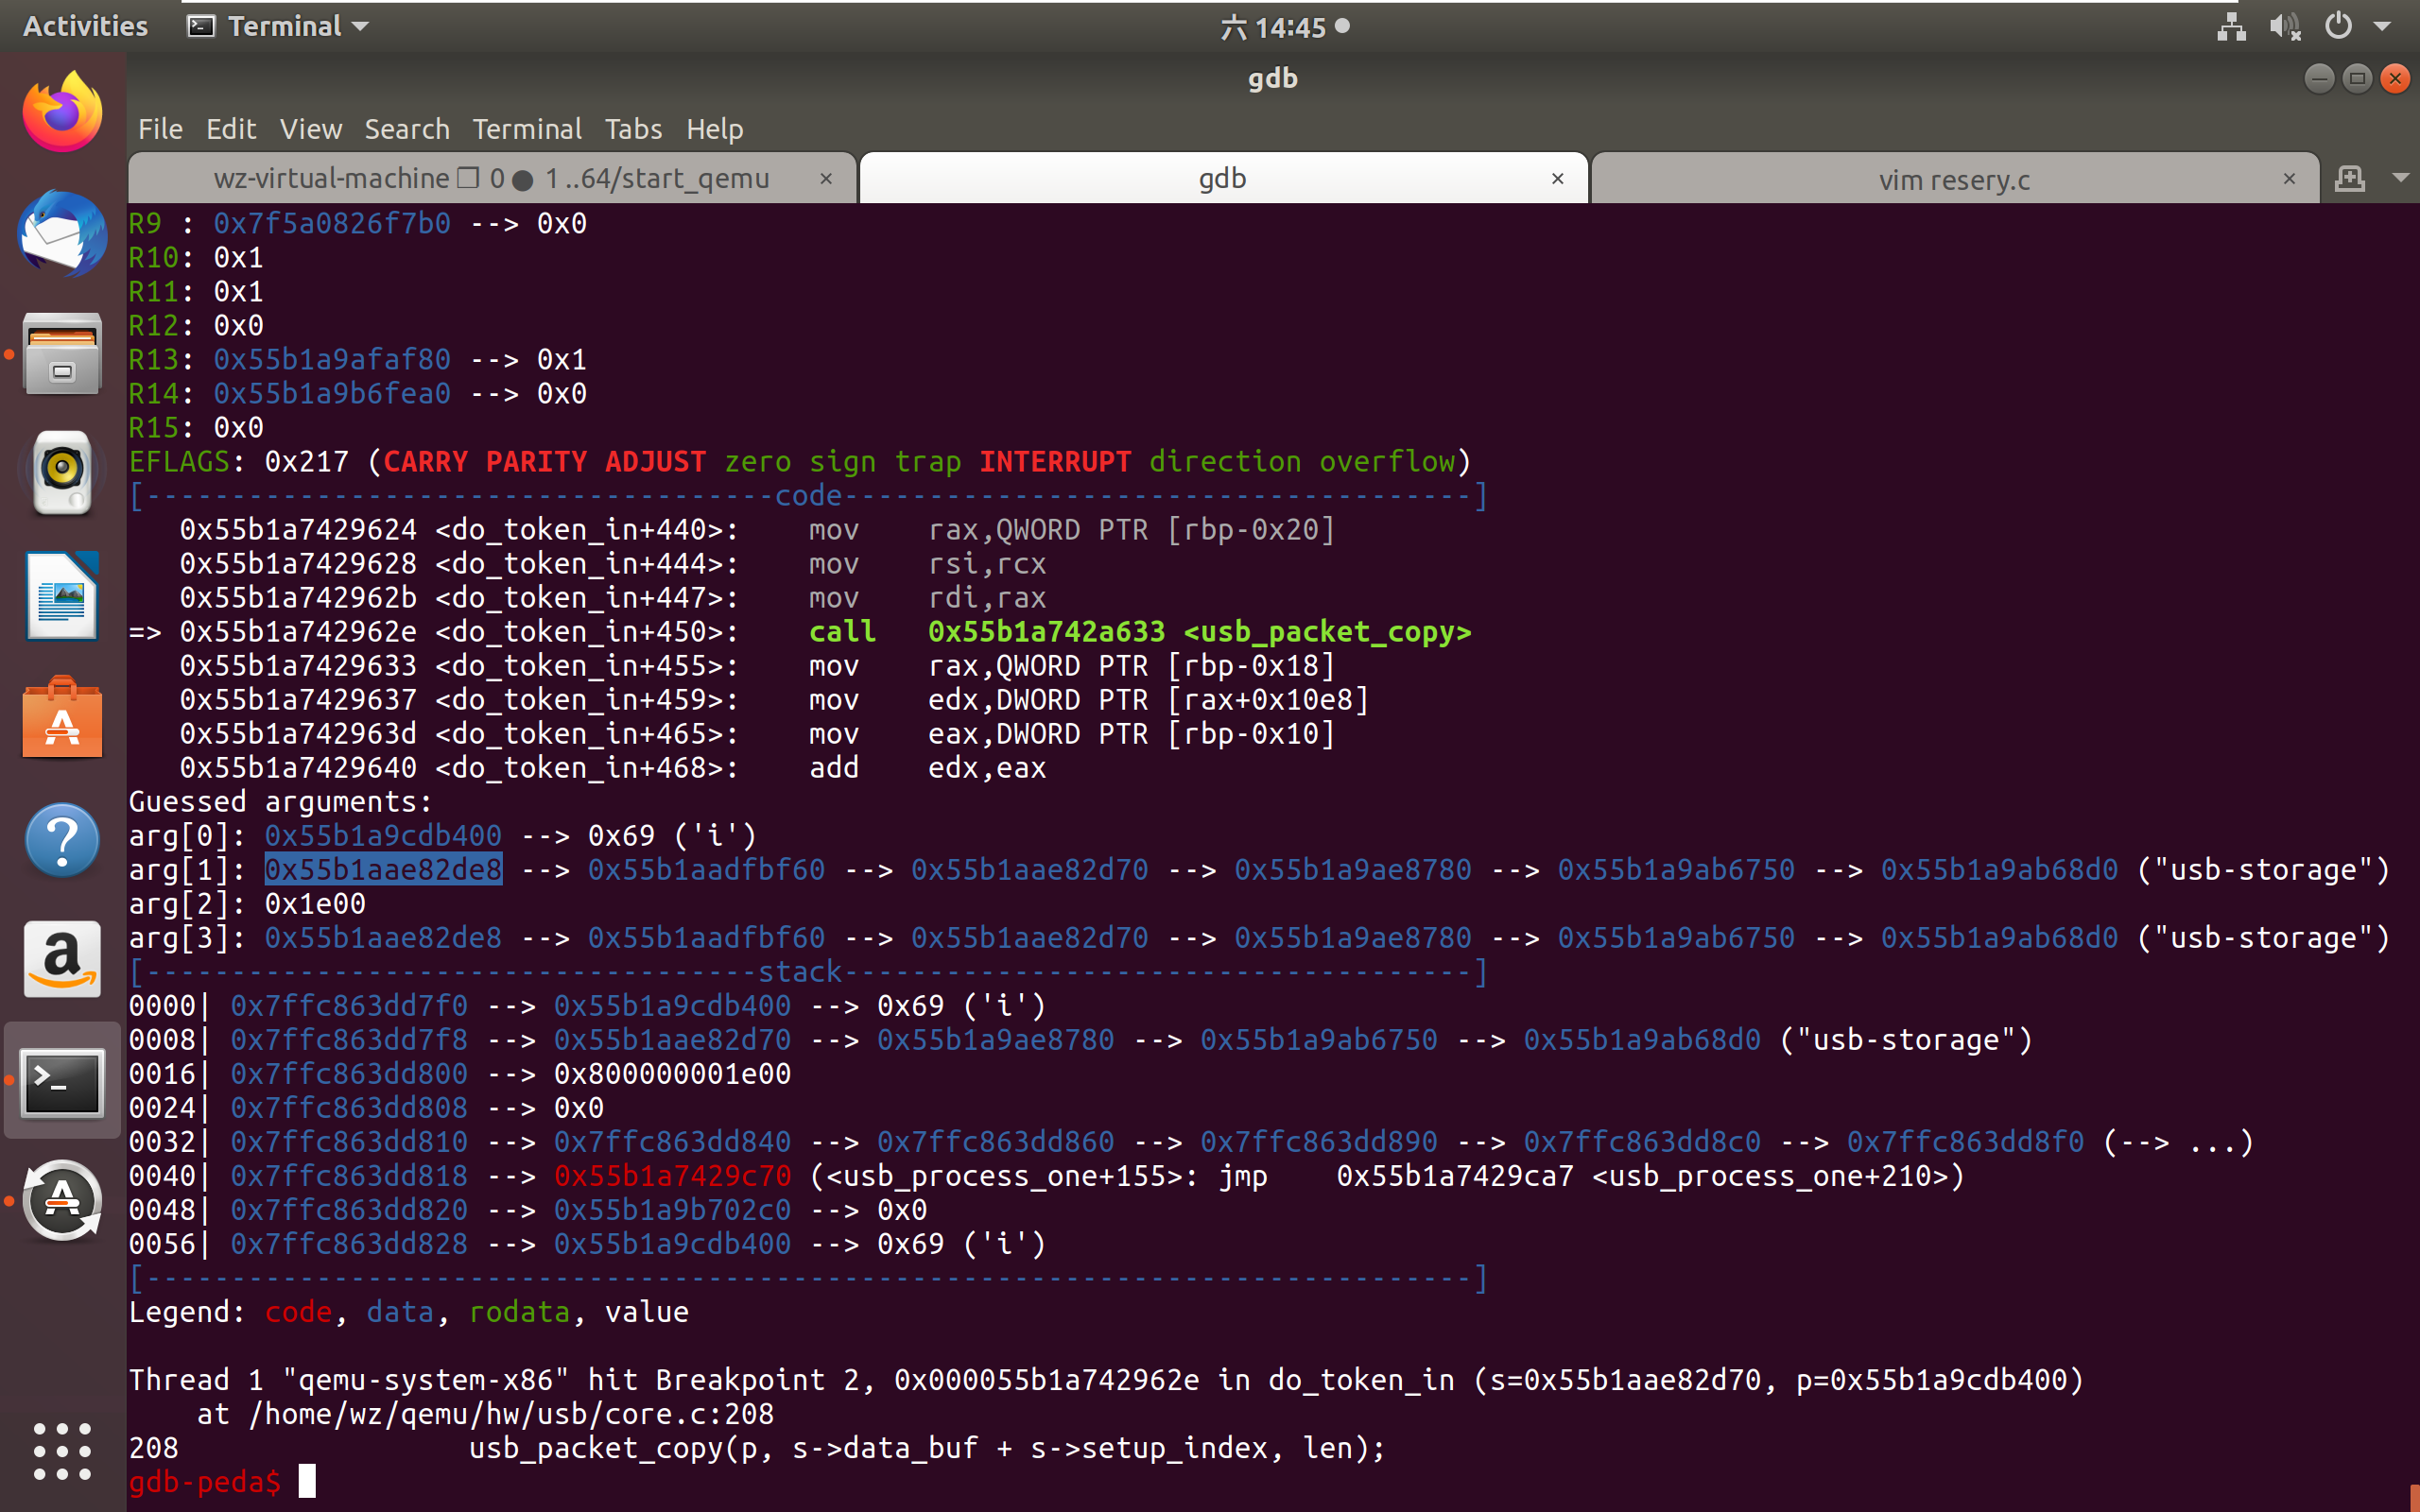 Activities Terminal 六 14:45
gdb
File Edit View Search Terminal Tabs Help
wz-virtual-machine ❐ 0 ● 1 ..64/start_qemu × gdb × vim resery.c ×
R9 : 0x7f5a0826f7b0 --> 0x0
R10: 0x1
R11: 0x1
R12: 0x0
R13: 0x55b1a9afaf80 --> 0x1
R14: 0x55b1a9b6fea0 --> 0x0
R15: 0x0
EFLAGS: 0x217 (CARRY PARITY ADJUST zero sign trap INTERRUPT direction overflow)
[-------------------------------------code-------------------------------------]
   0x55b1a7429624 <do_token_in+440>:    mov    rax,QWORD PTR [rbp-0x20]
   0x55b1a7429628 <do_token_in+444>:    mov    rsi,rcx
   0x55b1a742962b <do_token_in+447>:    mov    rdi,rax
=> 0x55b1a742962e <do_token_in+450>:    call   0x55b1a742a633 <usb_packet_copy>
   0x55b1a7429633 <do_token_in+455>:    mov    rax,QWORD PTR [rbp-0x18]
   0x55b1a7429637 <do_token_in+459>:    mov    edx,DWORD PTR [rax+0x10e8]
   0x55b1a742963d <do_token_in+465>:    mov    eax,DWORD PTR [rbp-0x10]
   0x55b1a7429640 <do_token_in+468>:    add    edx,eax
Guessed arguments:
arg[0]: 0x55b1a9cdb400 --> 0x69 ('i')
arg[1]: 0x55b1aae82de8 --> 0x55b1aadfbf60 --> 0x55b1aae82d70 --> 0x55b1a9ae8780 --> 0x55b1a9ab6750 --> 0x55b1a9ab68d0 ("usb-storage")
arg[2]: 0x1e00
arg[3]: 0x55b1aae82de8 --> 0x55b1aadfbf60 --> 0x55b1aae82d70 --> 0x55b1a9ae8780 --> 0x55b1a9ab6750 --> 0x55b1a9ab68d0 ("usb-storage")
[------------------------------------stack-------------------------------------]
0000| 0x7ffc863dd7f0 --> 0x55b1a9cdb400 --> 0x69 ('i')
0008| 0x7ffc863dd7f8 --> 0x55b1aae82d70 --> 0x55b1a9ae8780 --> 0x55b1a9ab6750 --> 0x55b1a9ab68d0 ("usb-storage")
0016| 0x7ffc863dd800 --> 0x800000001e00
0024| 0x7ffc863dd808 --> 0x0
0032| 0x7ffc863dd810 --> 0x7ffc863dd840 --> 0x7ffc863dd860 --> 0x7ffc863dd890 --> 0x7ffc863dd8c0 --> 0x7ffc863dd8f0 (--> ...)
0040| 0x7ffc863dd818 --> 0x55b1a7429c70 (<usb_process_one+155>: jmp    0x55b1a7429ca7 <usb_process_one+210>)
0048| 0x7ffc863dd820 --> 0x55b1a9b702c0 --> 0x0
0056| 0x7ffc863dd828 --> 0x55b1a9cdb400 --> 0x69 ('i')
[------------------------------------------------------------------------------]
Legend: code, data, rodata, value
Thread 1 "qemu-system-x86" hit Breakpoint 2, 0x000055b1a742962e in do_token_in (s=0x55b1aae82d70, p=0x55b1a9cdb400)
    at /home/wz/qemu/hw/usb/core.c:208
208                 usb_packet_copy(p, s->data_buf + s->setup_index, len);
gdb-peda$